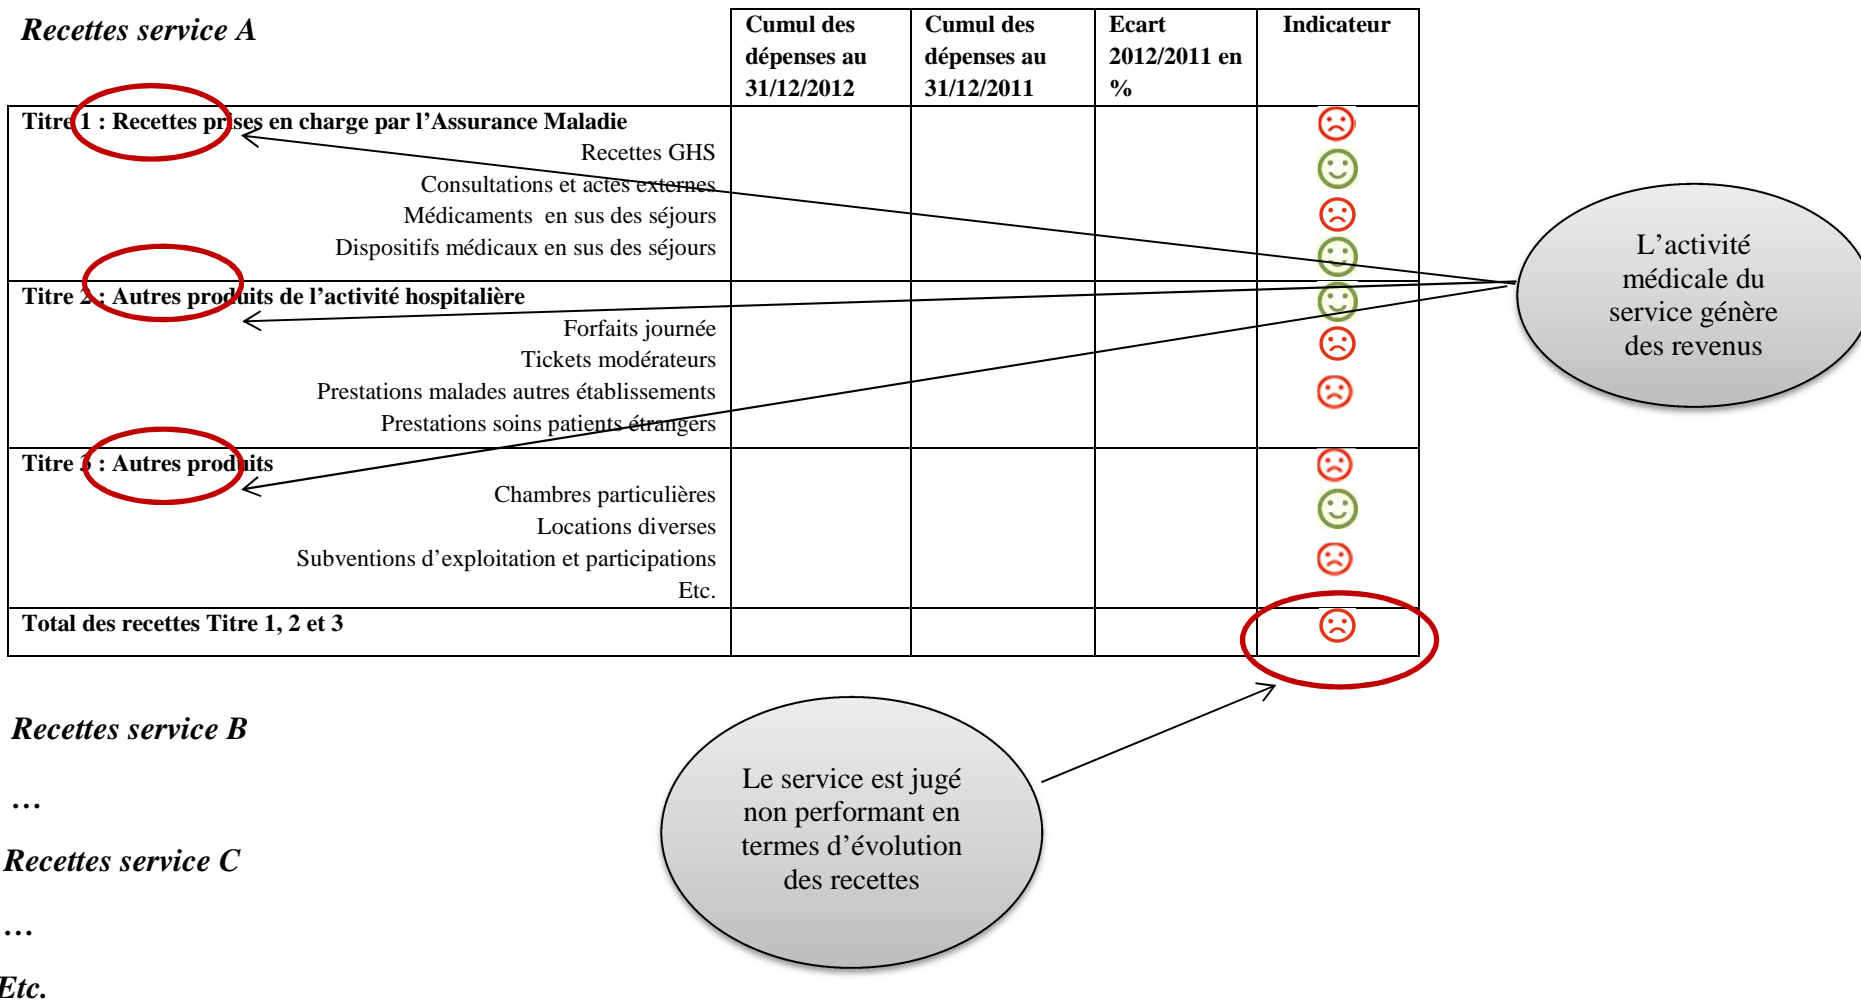 Recettes service A
Cumul des
dépenses au
31/12/2012
Cumul des
dépenses au
31/12/2011
Ecart
2012/2011 en
%
Indicateur
Titre 1 : Recettes prises en charge par l’Assurance Maladie
Recettes GHS
Consultations et actes externes
Médicaments  en sus des séjours
Dispositifs médicaux en sus des séjours
Titre 2 : Autres produits de l’activité hospitalière
Forfaits journée
Tickets modérateurs
Prestations malades autres établissements
Prestations soins patients étrangers
Titre 3 : Autres produits
Chambres particulières
Locations diverses
Subventions d’exploitation et participations
Etc.
Total des recettes Titre 1, 2 et 3
L’activité
médicale du
service génère
des revenus
Le service est jugé
non performant en
termes d’évolution
des recettes
Recettes service B
…
Recettes service C
…
Etc.